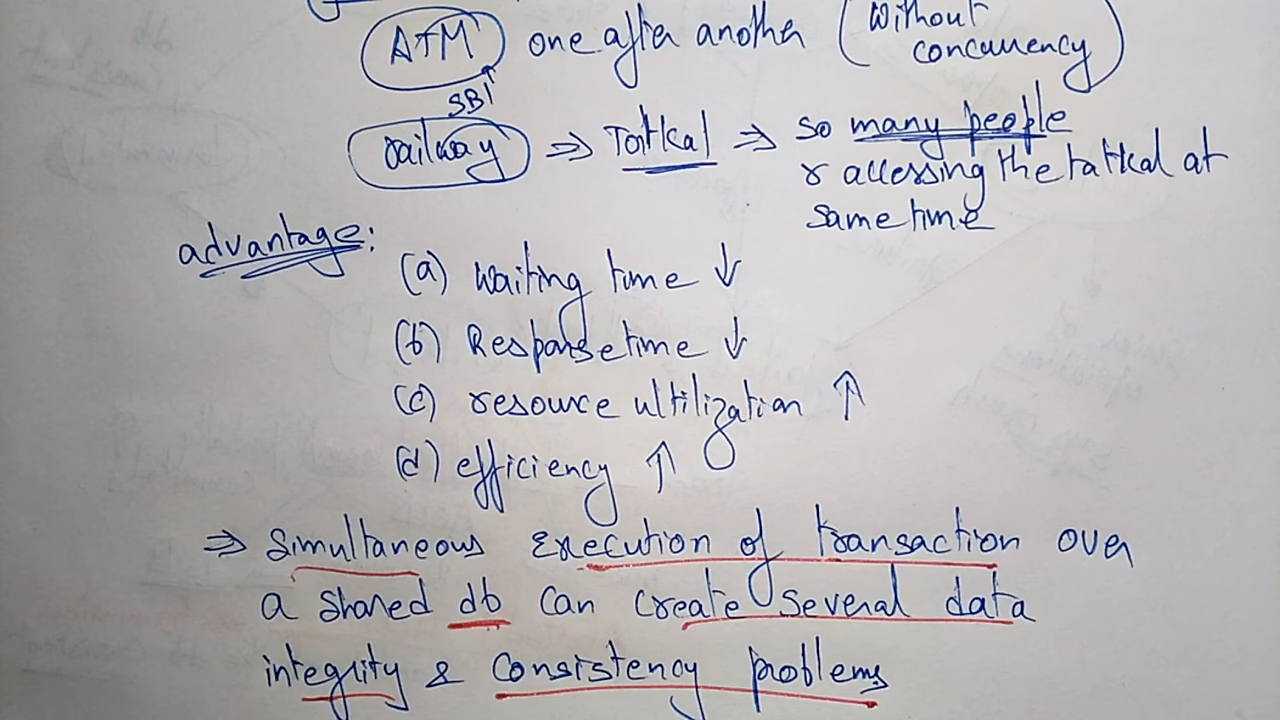 ATM one after another (without
concurrency)
SBI
railway ⇒ Tatkal ⇒ so many people
r accessing the tatkal at
same time
advantage:
(a) waiting time ↓
(b) Response time ↓
(c) resource ultilization ↑
(d) efficiency ↑
⇒ Simultaneous Execution of transaction over
a shared db can create several data
integrity & consistency problems